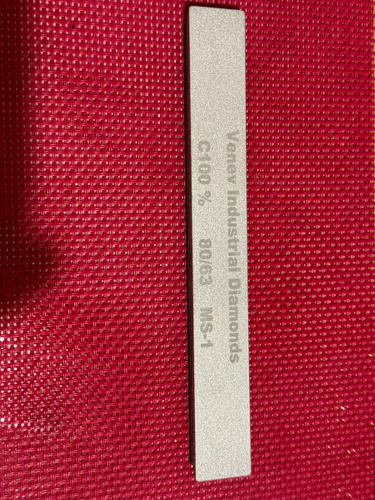 Venev Industrial Diamonds
C100 % 80/63 MS-1